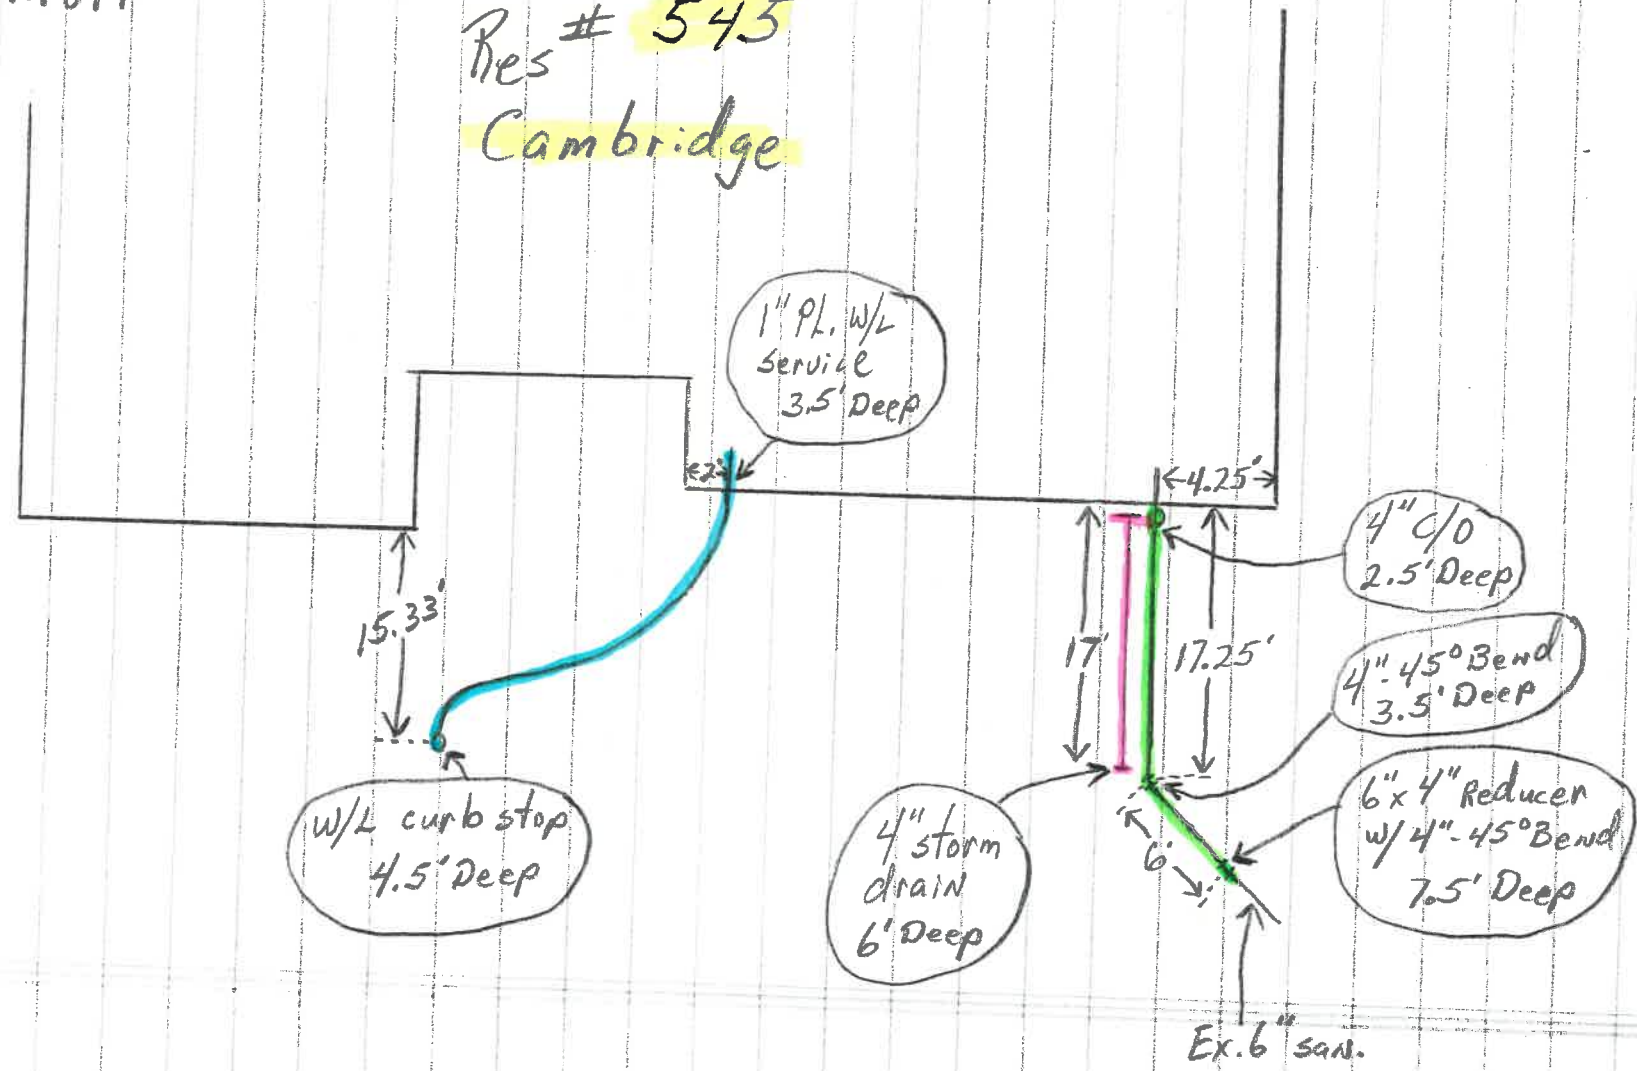 Res # 545
Cambridge
1" PL. W/L
service
3.5' Deep
2'
4.25'
4" C/O
2.5' Deep
15.33'
17'
17.25'
4"-45° Bend
3.5' Deep
6"x4" Reducer
w/ 4"-45° Bend
7.5' Deep
6'
W/L curb stop
4.5' Deep
4" storm
drain
6' Deep
Ex. 6" san.